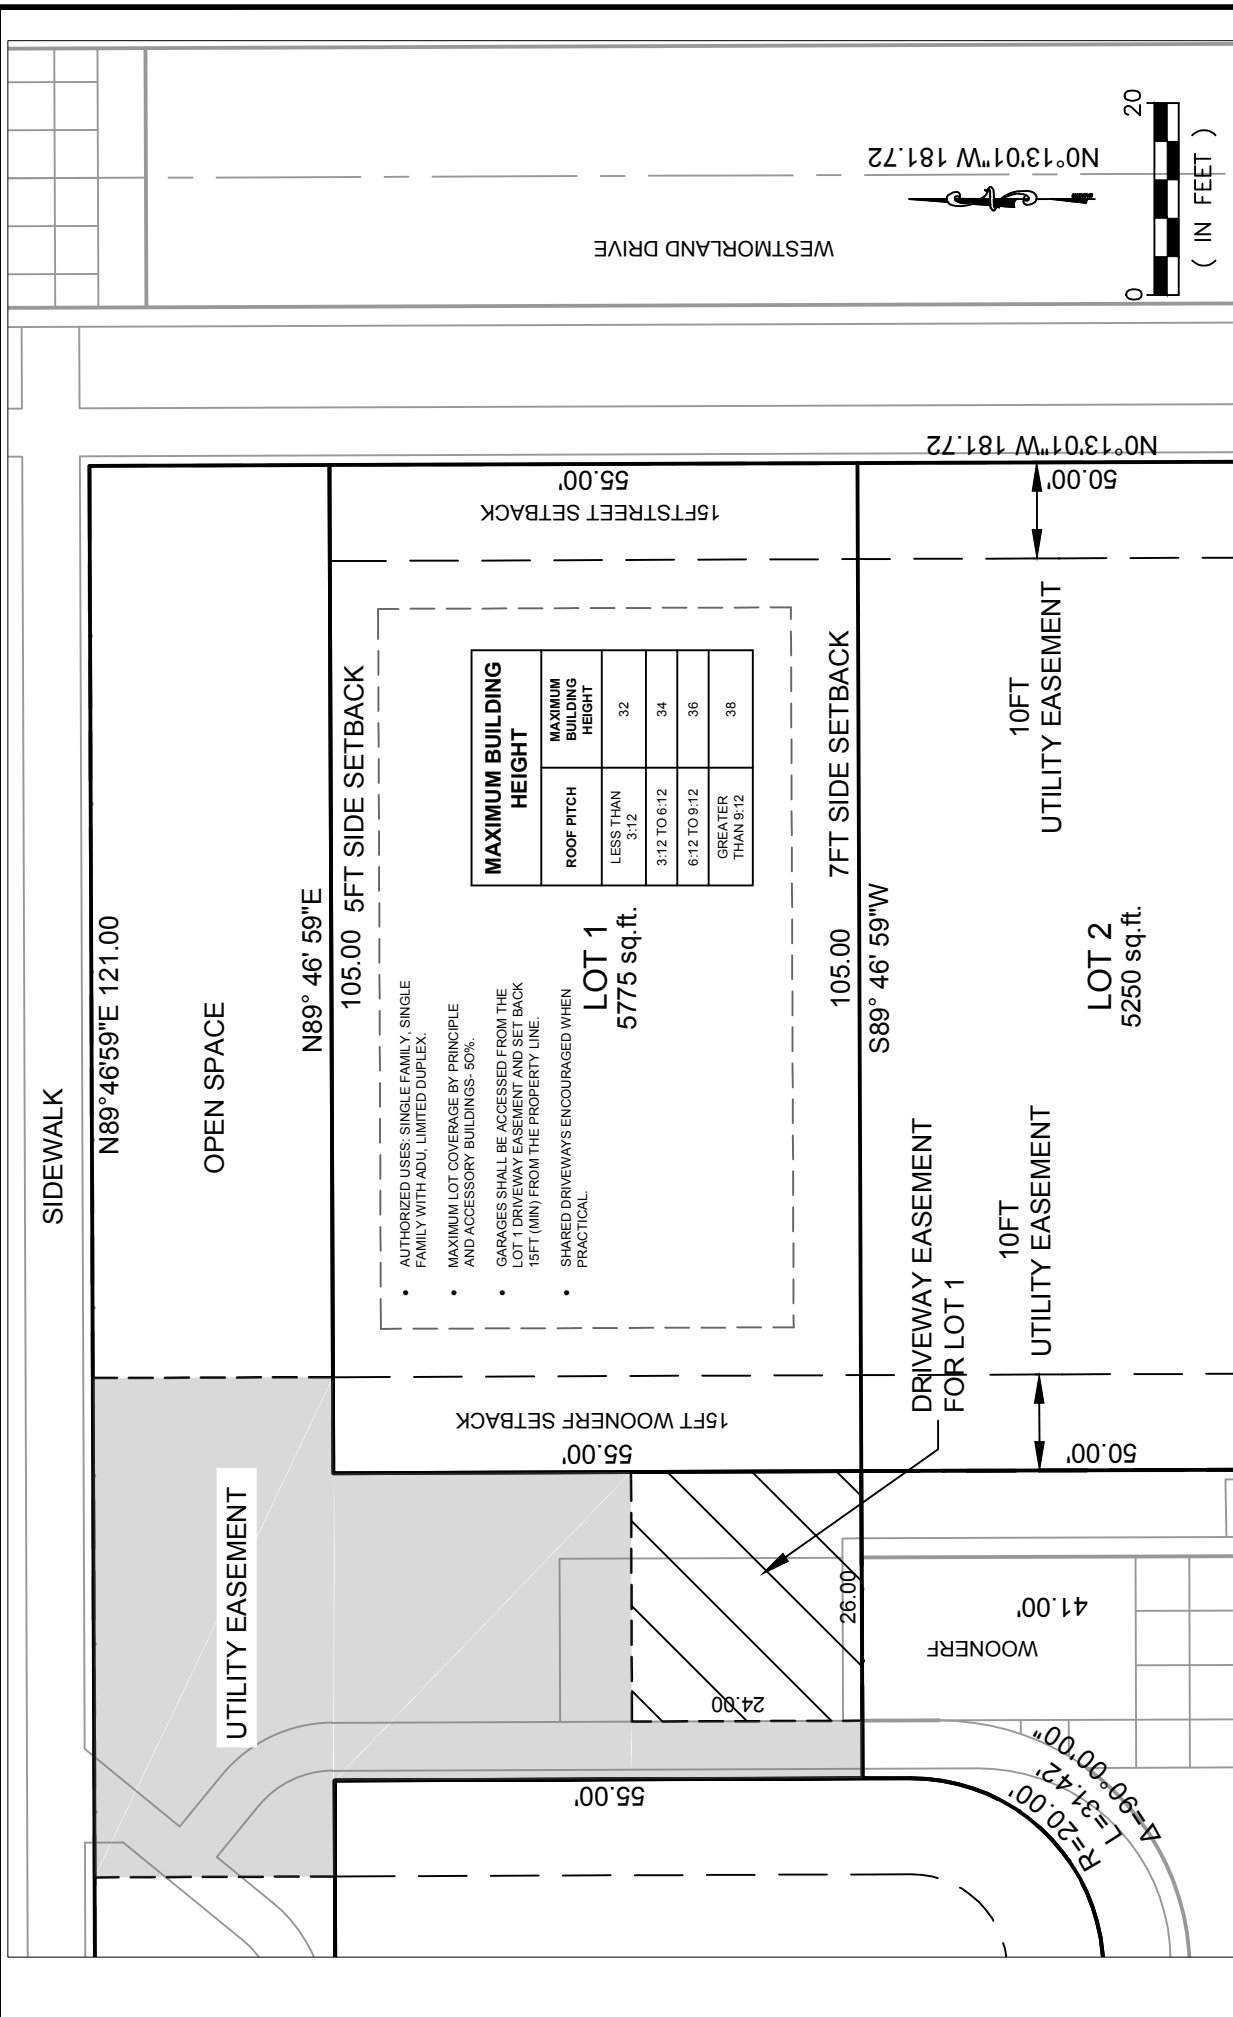 SIDEWALK
N89°46'59"E 121.00
OPEN SPACE
UTILITY EASEMENT
N89° 46' 59"E
105.00 5FT SIDE SETBACK
• AUTHORIZED USES: SINGLE FAMILY, SINGLE
FAMILY WITH ADU, LIMITED DUPLEX.
• MAXIMUM LOT COVERAGE BY PRINCIPLE
AND ACCESSORY BUILDINGS- 50%.
• GARAGES SHALL BE ACCESSED FROM THE
LOT 1 DRIVEWAY EASEMENT AND SET BACK
15FT (MIN) FROM THE PROPERTY LINE.
• SHARED DRIVEWAYS ENCOURAGED WHEN
PRACTICAL.
MAXIMUM BUILDING
HEIGHT
ROOF PITCH
MAXIMUM
BUILDING
HEIGHT
LESS THAN
3:12
32
3:12 TO 6:12
34
6:12 TO 9:12
36
GREATER
THAN 9:12
38
LOT 1
5775 sq.ft.
15FT WOONERF SETBACK
55.00'
55.00'
15FTSTREET SETBACK
55.00'
105.00 7FT SIDE SETBACK
S89° 46' 59"W
24.00
26.00
DRIVEWAY EASEMENT
FOR LOT 1
WOONERF
41.00'
R=20.00'
L=31.42'
Δ=90°00'00"
10FT
UTILITY EASEMENT
10FT
UTILITY EASEMENT
LOT 2
5250 sq.ft.
50.00'
50.00'
N0°13'01"W 181.72
WESTMORLAND DRIVE
N0°13'01"W 181.72
0
20
( IN FEET )